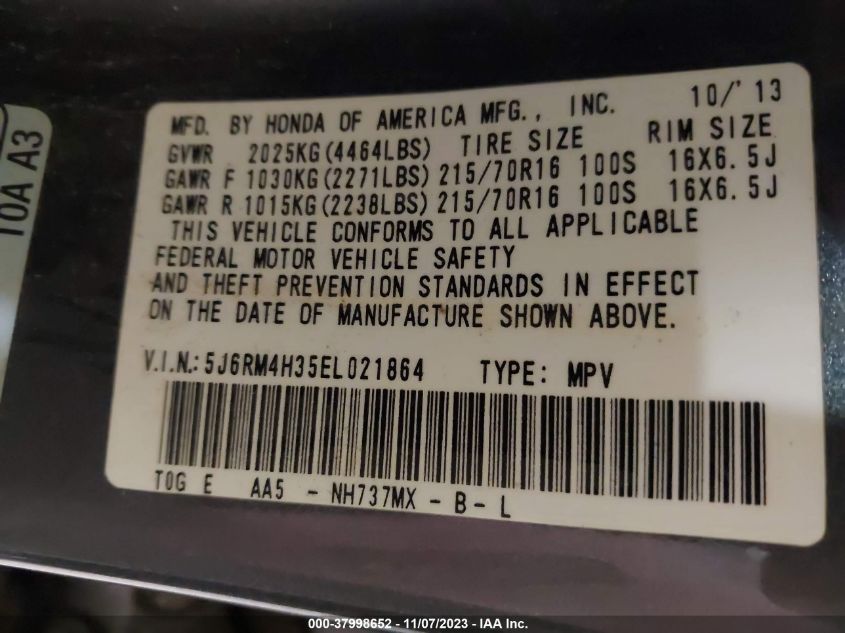 10/'13
MFD. BY HONDA OF AMERICA MFG., INC.
GVWR 2025KG(4464LBS) TIRE SIZE RIM SIZE
GAWR F 1030KG(2271LBS) 215/70R16 100S 16X6.5J
GAWR R 1015KG(2238LBS) 215/70R16 100S 16X6.5J
THIS VEHICLE CONFORMS TO ALL APPLICABLE
FEDERAL MOTOR VEHICLE SAFETY
AND THEFT PREVENTION STANDARDS IN EFFECT
ON THE DATE OF MANUFACTURE SHOWN ABOVE.
V.I.N.: 5J6RM4H35EL021864 TYPE: MPV
T0G E AA5 - NH737MX - B - L
T0A A3
000-37998652 - 11/07/2023 - IAA Inc.